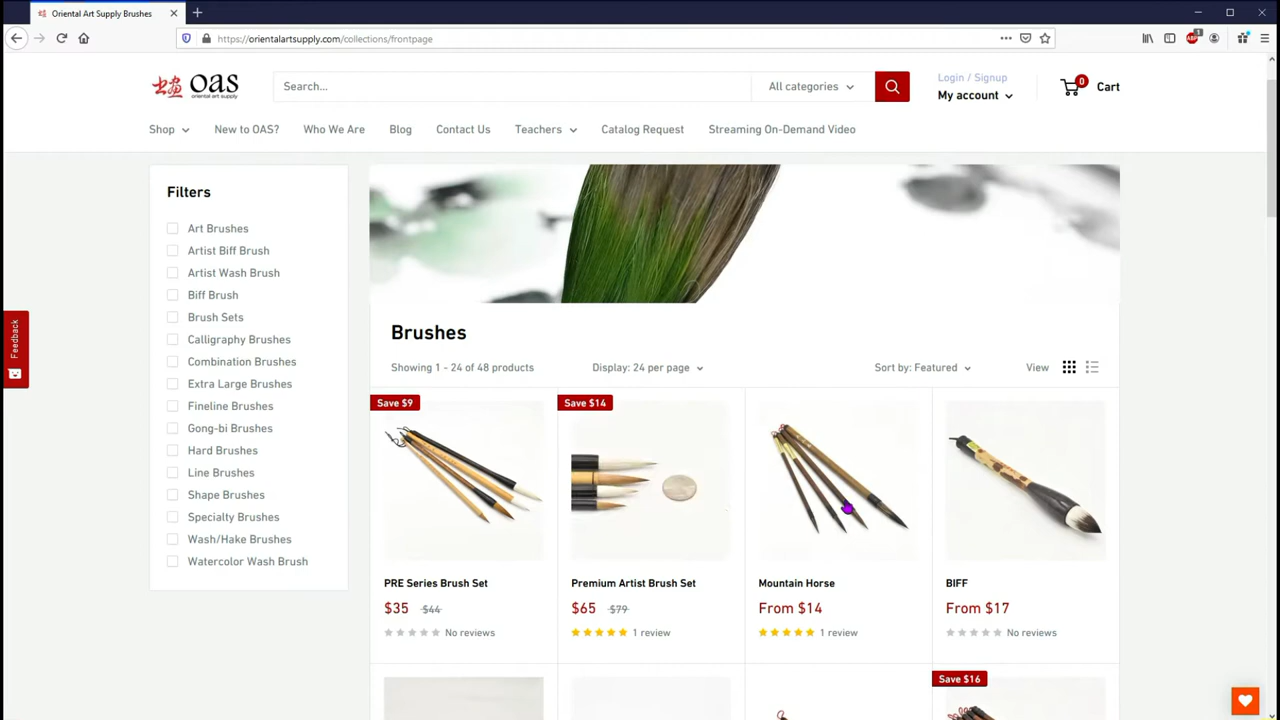 Oriental Art Supply Brushes
https://orientalartsupply.com/collections/frontpage
书画 oas
oriental art supply
Search...
All categories
Login / Signup
My account
0
Cart
Shop
New to OAS?
Who We Are
Blog
Contact Us
Teachers
Catalog Request
Streaming On-Demand Video
Filters
Art Brushes
Artist Biff Brush
Artist Wash Brush
Biff Brush
Brush Sets
Calligraphy Brushes
Combination Brushes
Extra Large Brushes
Fineline Brushes
Gong-bi Brushes
Hard Brushes
Line Brushes
Shape Brushes
Specialty Brushes
Wash/Hake Brushes
Watercolor Wash Brush
Feedback
Brushes
Showing 1 - 24 of 48 products
Display: 24 per page
Sort by: Featured
View
Save $9
PRE Series Brush Set
$35 $44
No reviews
Save $14
Premium Artist Brush Set
$65 $79
1 review
Mountain Horse
From $14
1 review
BIFF
From $17
No reviews
Save $16